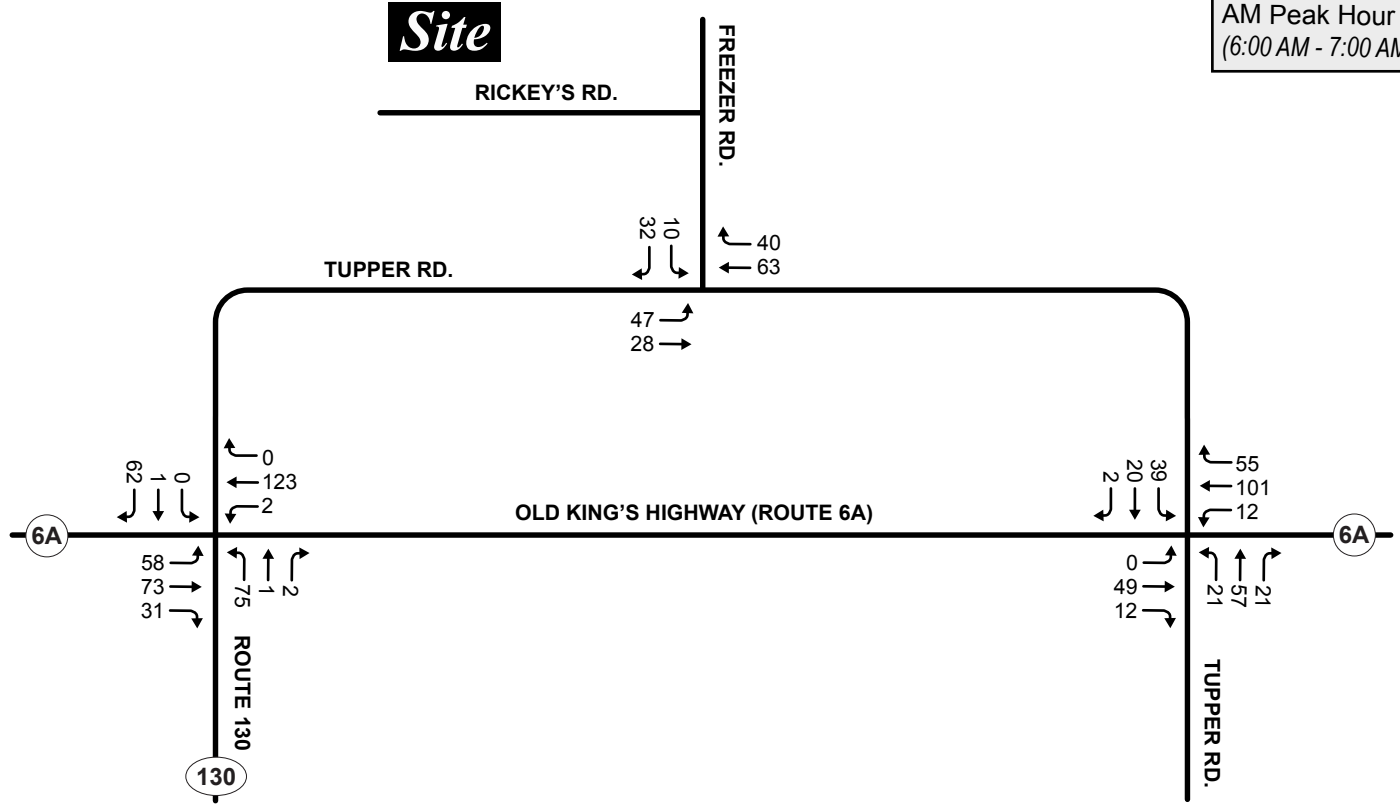 Site
AM Peak Hour
(6:00 AM - 7:00 AM
RICKEY'S RD.
FREEZER RD.
32
10
40
63
TUPPER RD.
47
28
62
1
0
0
123
2
OLD KING'S HIGHWAY (ROUTE 6A)
2
20
39
55
101
12
6A
6A
58
73
31
75
1
2
0
49
12
21
57
21
ROUTE 130
TUPPER RD.
130